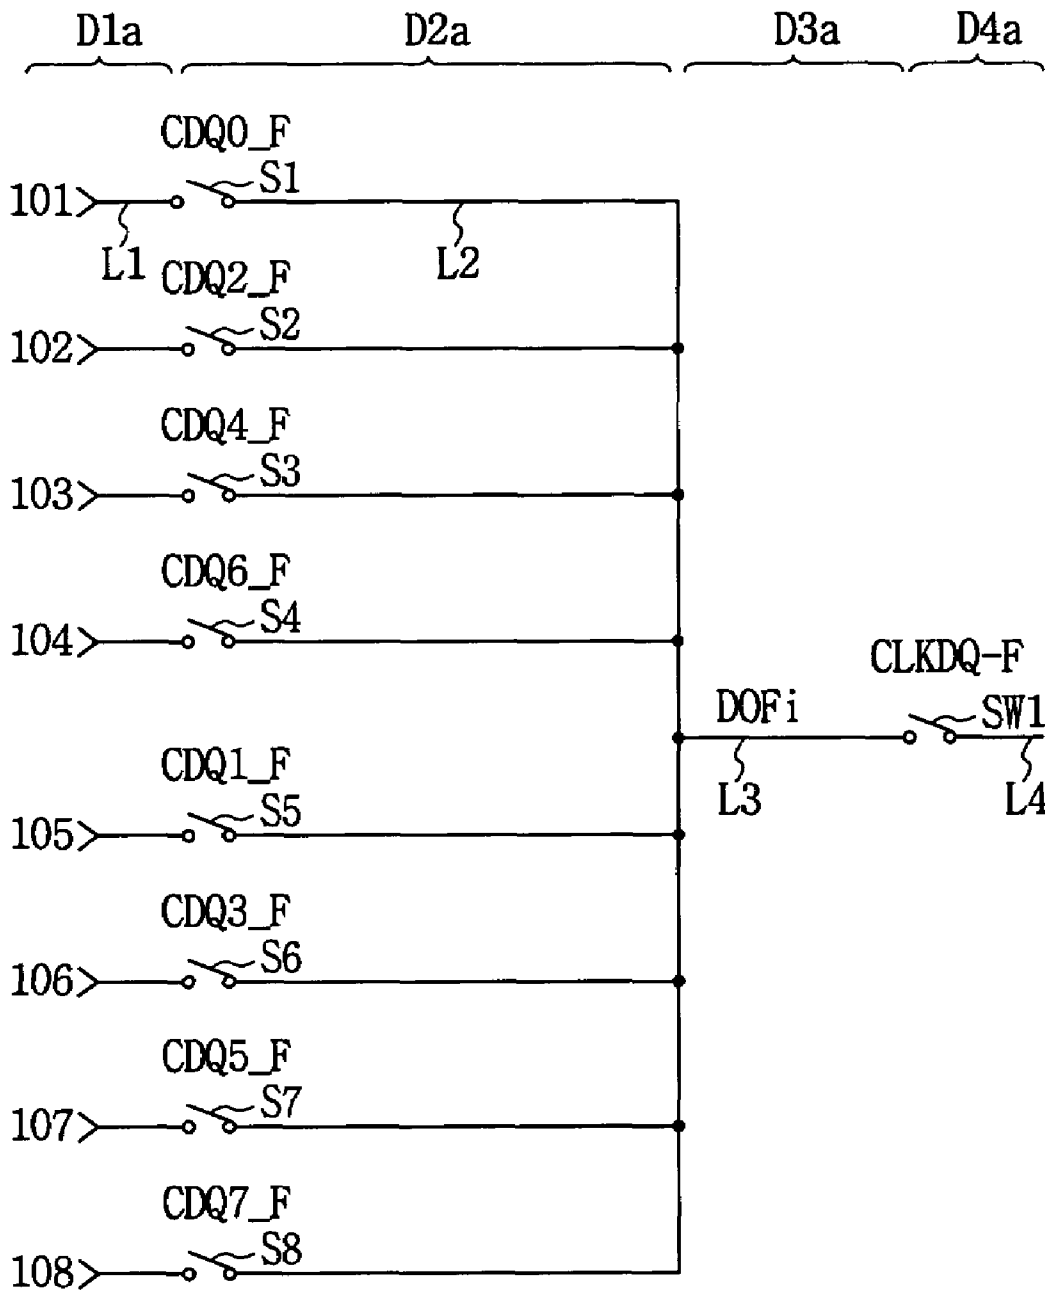 D1a D2a D3a D4a
CDQ0_F
101 S1
L1 L2
CDQ2_F
102 S2
CDQ4_F
103 S3
CDQ6_F
104 S4
CLKDQ-F
DOFi SW1
CDQ1_F
L3 L4
105 S5
CDQ3_F
106 S6
CDQ5_F
107 S7
CDQ7_F
108 S8